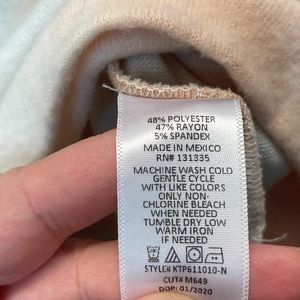 48% POLYESTER
47% RAYON
5% SPANDEX
MADE IN MEXICO
RN# 131335
MACHINE WASH COLD
GENTLE CYCLE
WITH LIKE COLORS
ONLY NON-
CHLORINE BLEACH
WHEN NEEDED
TUMBLE DRY LOW
WARM IRON
IF NEEDED
STYLE# KTP611010-N
CUT# M649
DOP: 01/2020